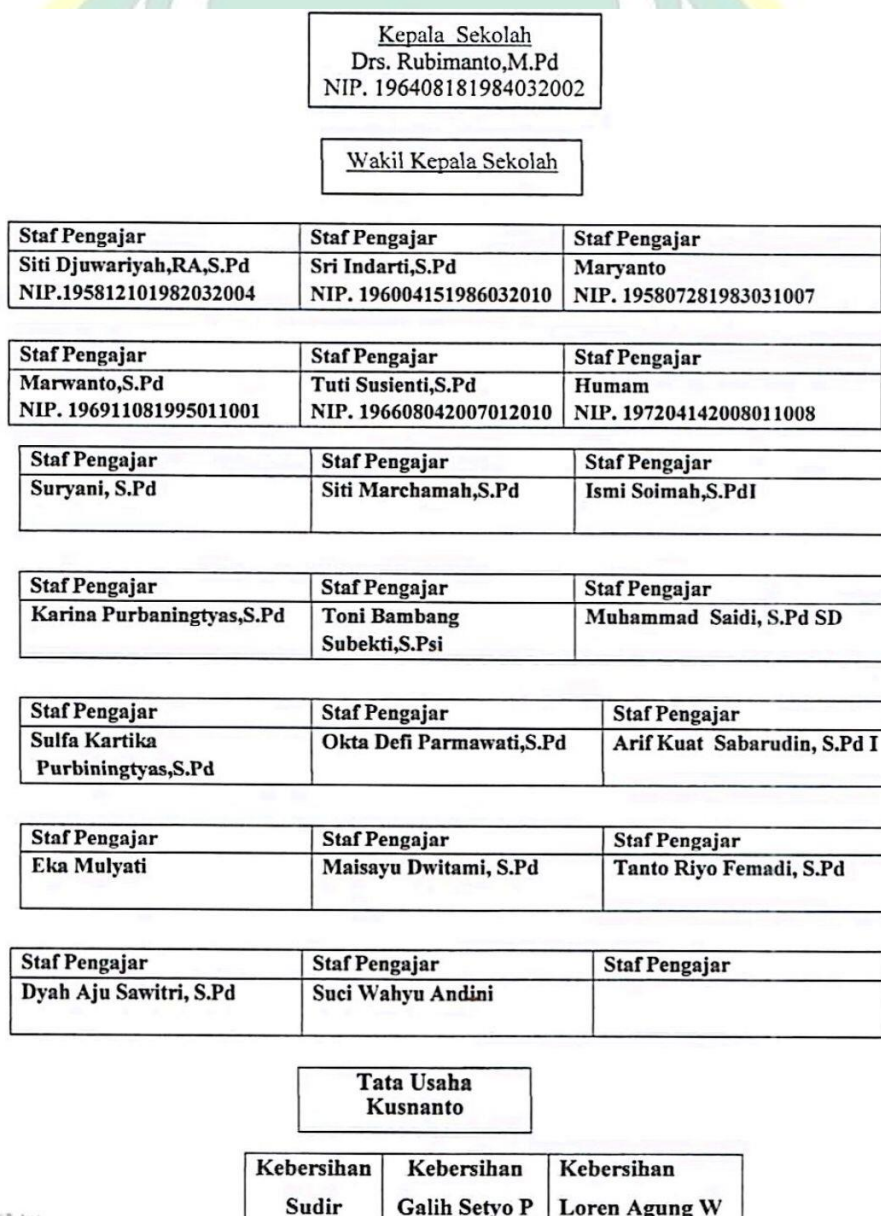 Kepala Sekolah
Drs. Rubimanto,M.Pd
NIP. 196408181984032002
Wakil Kepala Sekolah
Staf Pengajar Staf Pengajar Staf Pengajar
Siti Djuwariyah,RA,S.Pd Sri Indarti,S.Pd Maryanto
NIP.195812101982032004 NIP. 196004151986032010 NIP. 195807281983031007
Staf Pengajar Staf Pengajar Staf Pengajar
Marwanto,S.Pd Tuti Susienti,S.Pd Humam
NIP. 196911081995011001 NIP. 196608042007012010 NIP. 197204142008011008
Staf Pengajar Staf Pengajar Staf Pengajar
Suryani, S.Pd Siti Marchamah,S.Pd Ismi Soimah,S.PdI
Staf Pengajar Staf Pengajar Staf Pengajar
Karina Purbaningtyas,S.Pd Toni Bambang Muhammad Saidi, S.Pd SD
Subekti,S.Psi
Staf Pengajar Staf Pengajar Staf Pengajar
Sulfa Kartika Okta Defi Parmawati,S.Pd Arif Kuat Sabarudin, S.Pd I
Purbiningtyas,S.Pd
Staf Pengajar Staf Pengajar Staf Pengajar
Eka Mulyati Maisayu Dwitami, S.Pd Tanto Riyo Femadi, S.Pd
Staf Pengajar Staf Pengajar Staf Pengajar
Dyah Aju Sawitri, S.Pd Suci Wahyu Andini
Tata Usaha
Kusnanto
Kebersihan Kebersihan Kebersihan
Sudir Galih Setyo P Loren Agung W